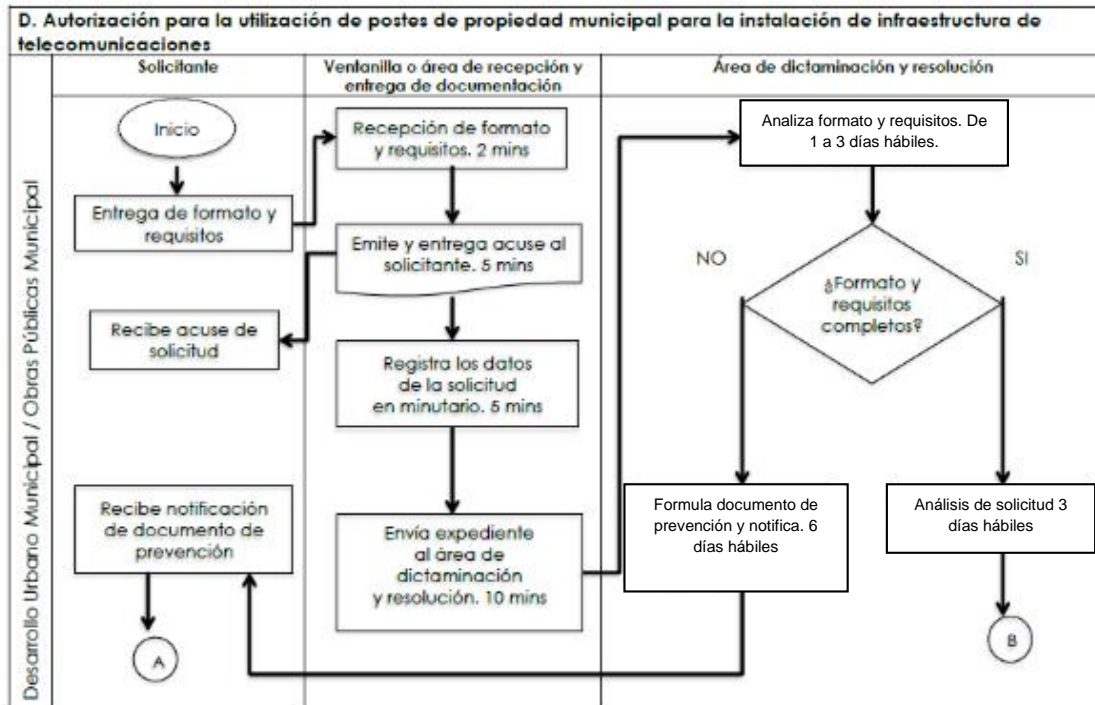 D. Autorización para la utilización de postes de propiedad municipal para la instalación de infraestructura de
telecomunicaciones
Solicitante
Ventanilla o área de recepción y
entrega de documentación
Área de dictaminación y resolución
Desarrollo Urbano Municipal / Obras Públicas Municipal
Inicio
Entrega de formato y
requisitos
Recepción de formato
y requisitos. 2 mins
Emite y entrega acuse al
solicitante. 5 mins
Recibe acuse de
solicitud
Registra los datos
de la solicitud
en minutario. 5 mins
Envía expediente
al área de
dictaminación
y resolución. 10 mins
Analiza formato y requisitos. De
1 a 3 días hábiles.
¿Formato y
requisitos
completos?
NO
SI
Formula documento de
prevención y notifica. 6
días hábiles
Análisis de solicitud 3
días hábiles
Recibe notificación
de documento de
prevención
A
B